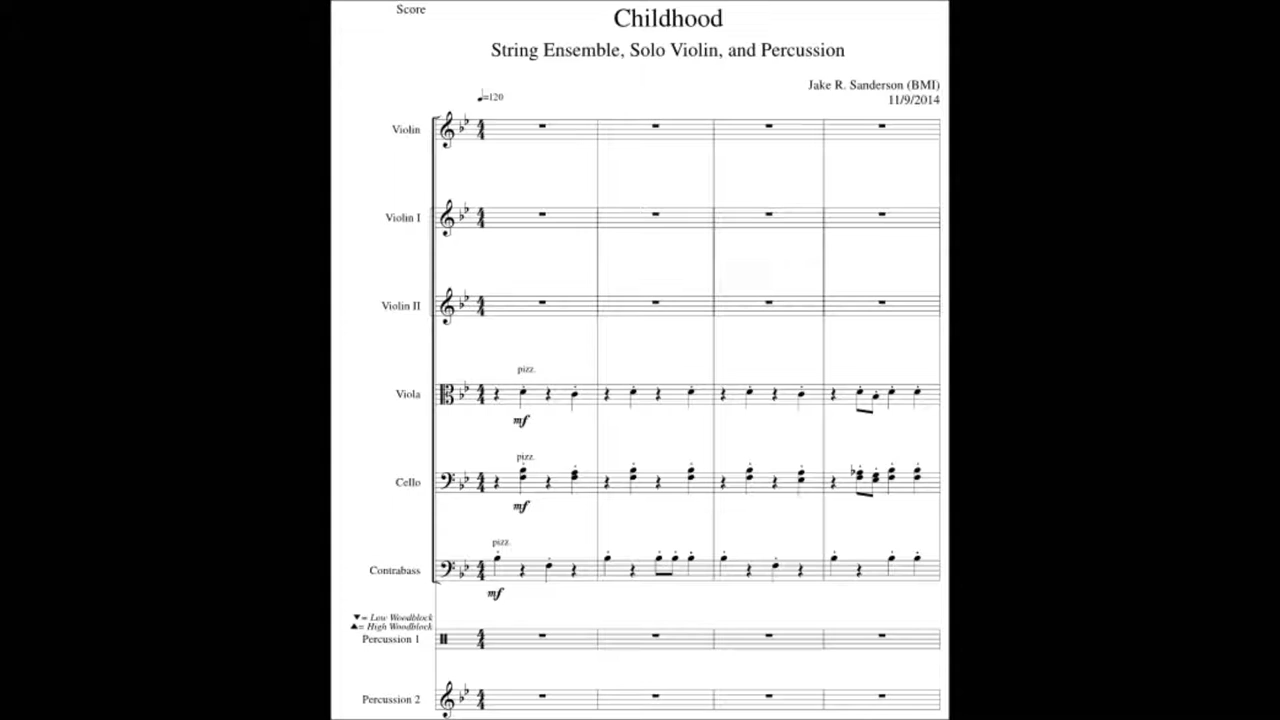 Score
Childhood
String Ensemble, Solo Violin, and Percussion
Jake R. Sanderson (BMI)
11/9/2014
=120
Violin
Violin I
Violin II
pizz.
Viola
mf
pizz.
Cello
mf
pizz.
Contrabass
mf
▼= Low Woodblock
▲= High Woodblock
Percussion 1
Percussion 2